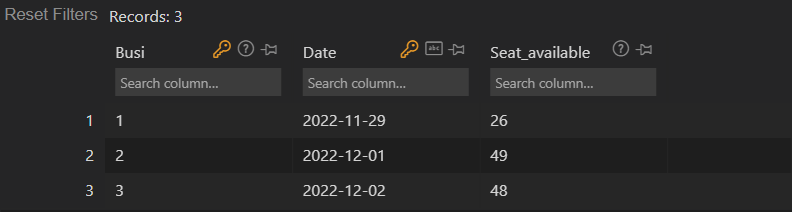 Reset Filters Records: 3
Busi Date abc Seat_available
Search column... Search column... Search column...
1 1 2022-11-29 26
2 2 2022-12-01 49
3 3 2022-12-02 48